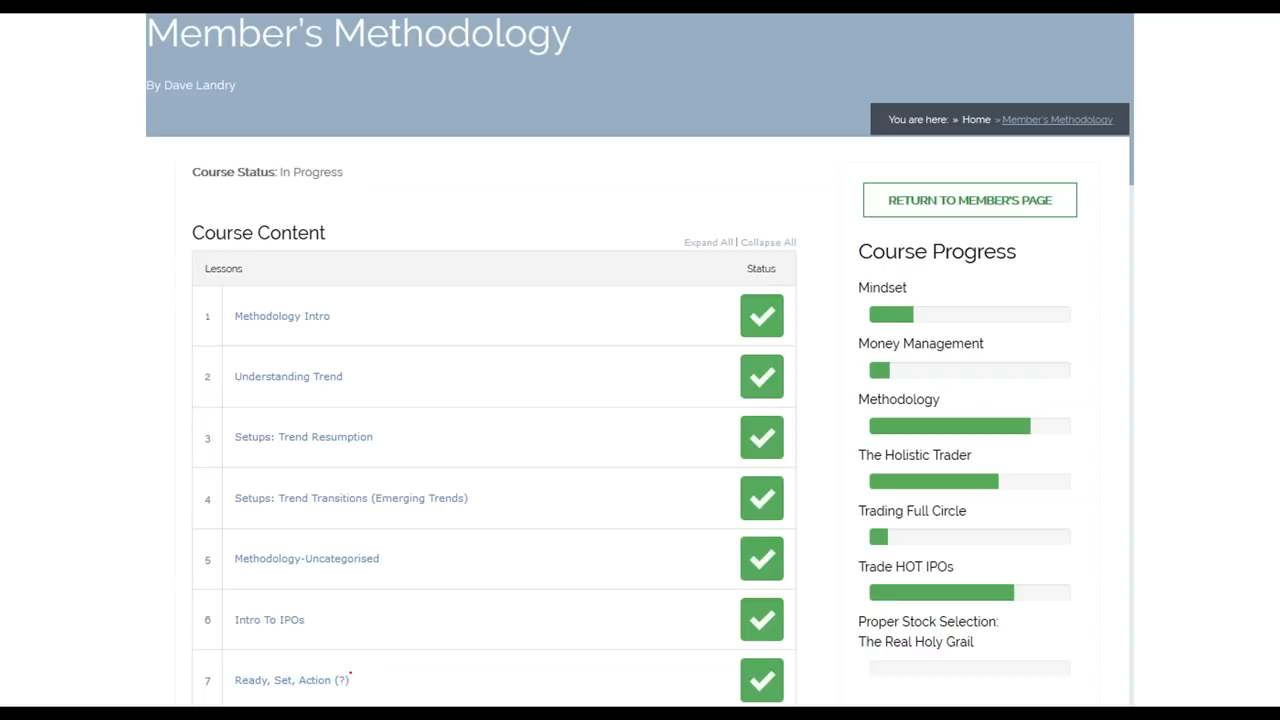 Member’s Methodology
By Dave Landry
You are here: » Home » Member's Methodology
Course Status: In Progress
RETURN TO MEMBER'S PAGE
Course Content
Expand All | Collapse All
Lessons Status
1 Methodology Intro
2 Understanding Trend
3 Setups: Trend Resumption
4 Setups: Trend Transitions (Emerging Trends)
5 Methodology-Uncategorised
6 Intro To IPOs
7 Ready, Set, Action (?)
Course Progress
Mindset
Money Management
Methodology
The Holistic Trader
Trading Full Circle
Trade HOT IPOs
Proper Stock Selection:
The Real Holy Grail